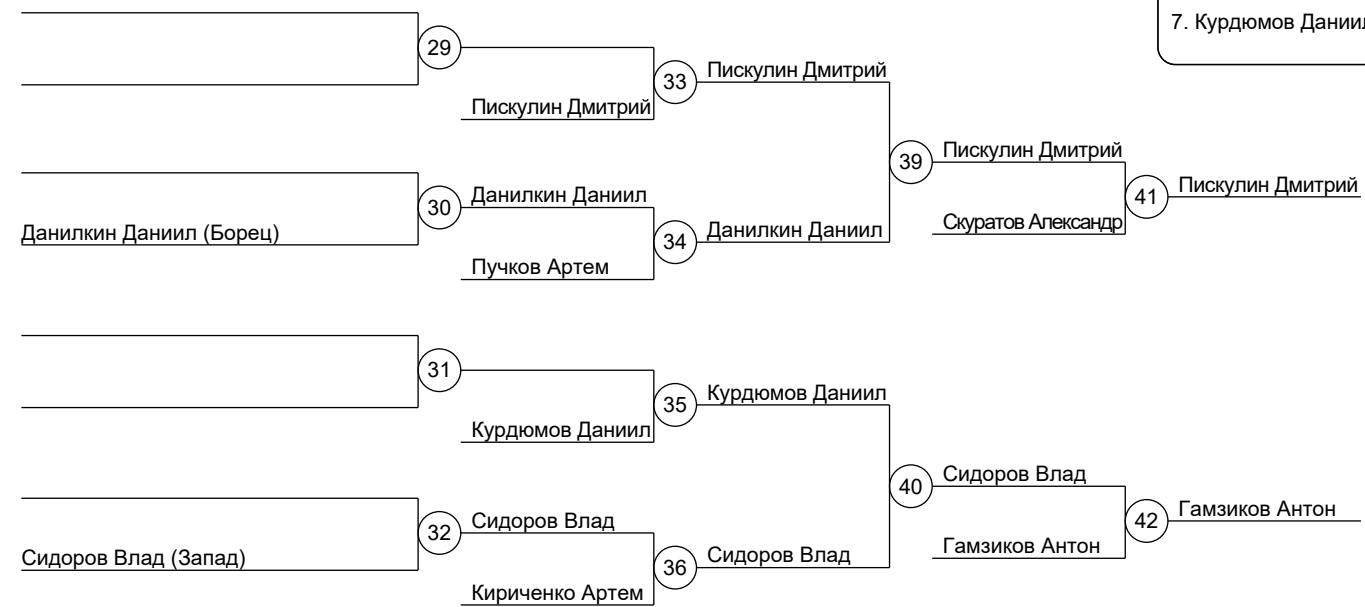 7. Курдюмов Даниил
29
Пискулин Дмитрий
33
Пискулин Дмитрий
39
Пискулин Дмитрий
41
Пискулин Дмитрий
Данилкин Даниил (Борец)
30
Данилкин Даниил
Пучков Артем
34
Данилкин Даниил
Скуратов Александр
31
Курдюмов Даниил
35
Курдюмов Даниил
40
Сидоров Влад
42
Гамзиков Антон
Сидоров Влад (Запад)
32
Сидоров Влад
Кириченко Артем
36
Сидоров Влад
Гамзиков Антон